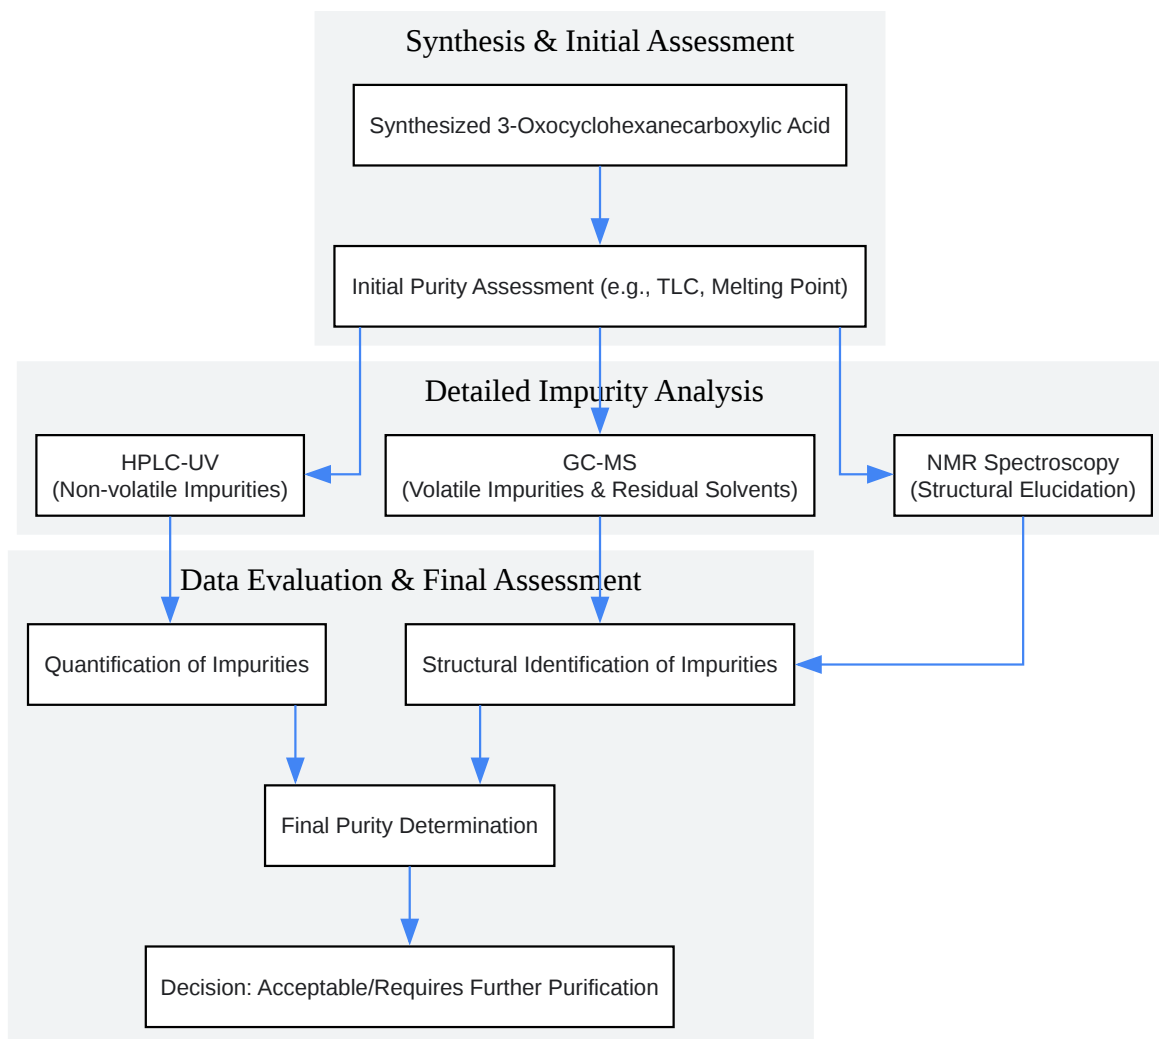 Synthesis & Initial Assessment
Synthesized 3-Oxocyclohexanecarboxylic Acid
Initial Purity Assessment (e.g., TLC, Melting Point)
Detailed Impurity Analysis
HPLC-UV
(Non-volatile Impurities)
GC-MS
(Volatile Impurities & Residual Solvents)
NMR Spectroscopy
(Structural Elucidation)
Data Evaluation & Final Assessment
Quantification of Impurities
Structural Identification of Impurities
Final Purity Determination
Decision: Acceptable/Requires Further Purification